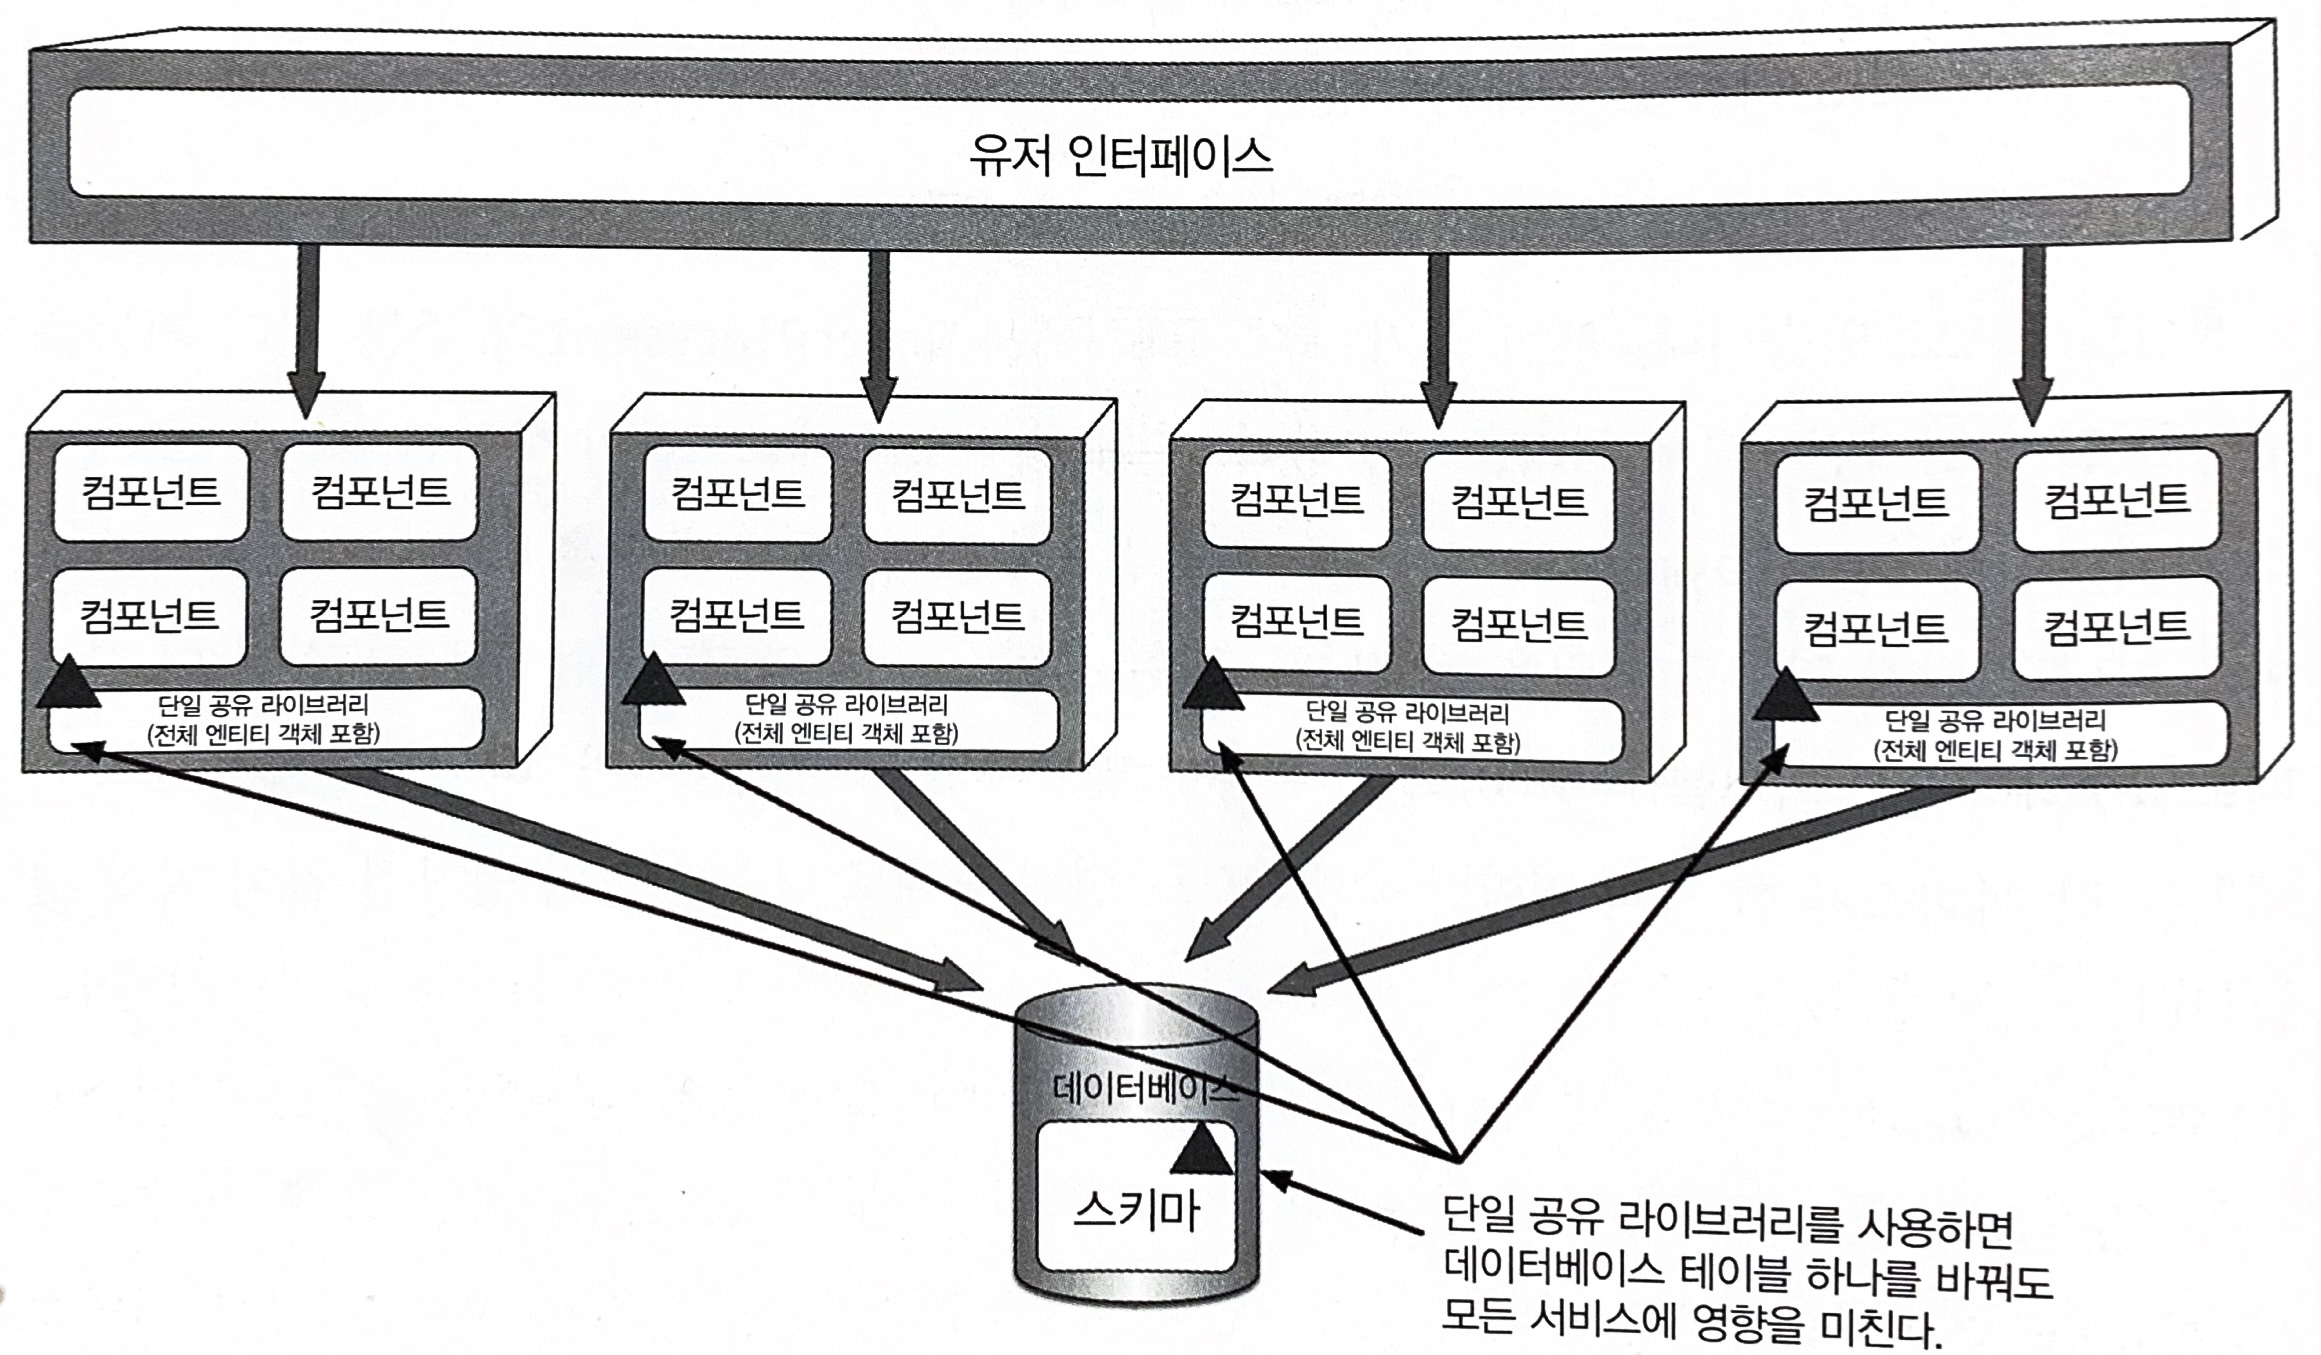 유저 인터페이스
컴포넌트 컴포넌트
컴포넌트 컴포넌트
단일 공유 라이브러리
(전체 엔티티 객체 포함)
컴포넌트 컴포넌트
컴포넌트 컴포넌트
단일 공유 라이브러리
(전체 엔티티 객체 포함)
컴포넌트 컴포넌트
컴포넌트 컴포넌트
단일 공유 라이브러리
(전체 엔티티 객체 포함)
컴포넌트 컴포넌트
컴포넌트 컴포넌트
단일 공유 라이브러리
(전체 엔티티 객체 포함)
데이터베이스
스키마
단일 공유 라이브러리를 사용하면
데이터베이스 테이블 하나를 바꿔도
모든 서비스에 영향을 미친다.